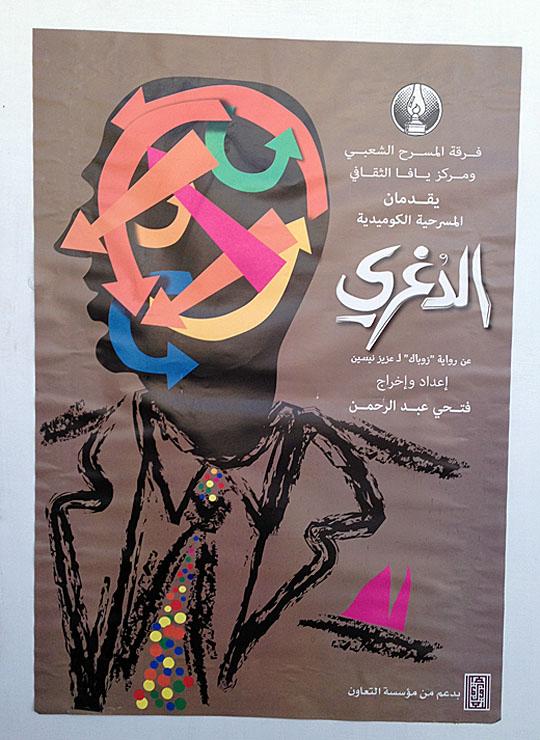 فرقة المسرح الشعبي
ومركز يافا الثقافي
يقدمان
المسرحية الكوميدية
الدُغري
عن رواية "زوباك" لـ عزيز نيسين
إعداد وإخراج
فتحي عبد الرحمن
بدعم من مؤسسة التعاون